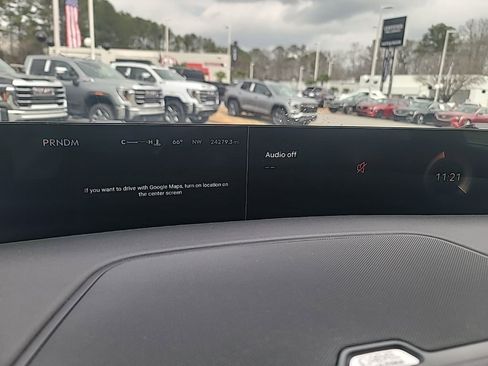 PRNDM C H 66° NW 24279.3 mi
If you want to drive with Google Maps, turn on location on
the center screen
Audio off
-- --
11:21